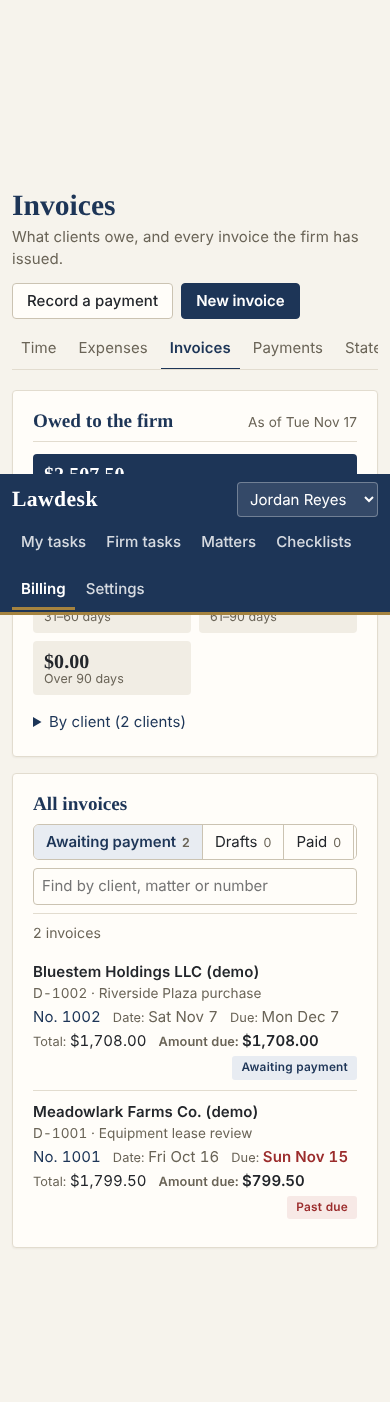 Invoices
What clients owe, and every invoice the firm has
issued.
Record a payment New invoice
Time Expenses Invoices Payments State
Owed to the firm As of Tue Nov 17
$2,507.50
Lawdesk Jordan Reyes
My tasks Firm tasks Matters Checklists
Billing Settings
31–60 days 61–90 days
$0.00
Over 90 days
By client (2 clients)
All invoices
Awaiting payment 2 Drafts 0 Paid 0
Find by client, matter or number
2 invoices
Bluestem Holdings LLC (demo)
D-1002 · Riverside Plaza purchase
No. 1002 Date: Sat Nov 7 Due: Mon Dec 7
Total: $1,708.00 Amount due: $1,708.00
Awaiting payment
Meadowlark Farms Co. (demo)
D-1001 · Equipment lease review
No. 1001 Date: Fri Oct 16 Due: Sun Nov 15
Total: $1,799.50 Amount due: $799.50
Past due